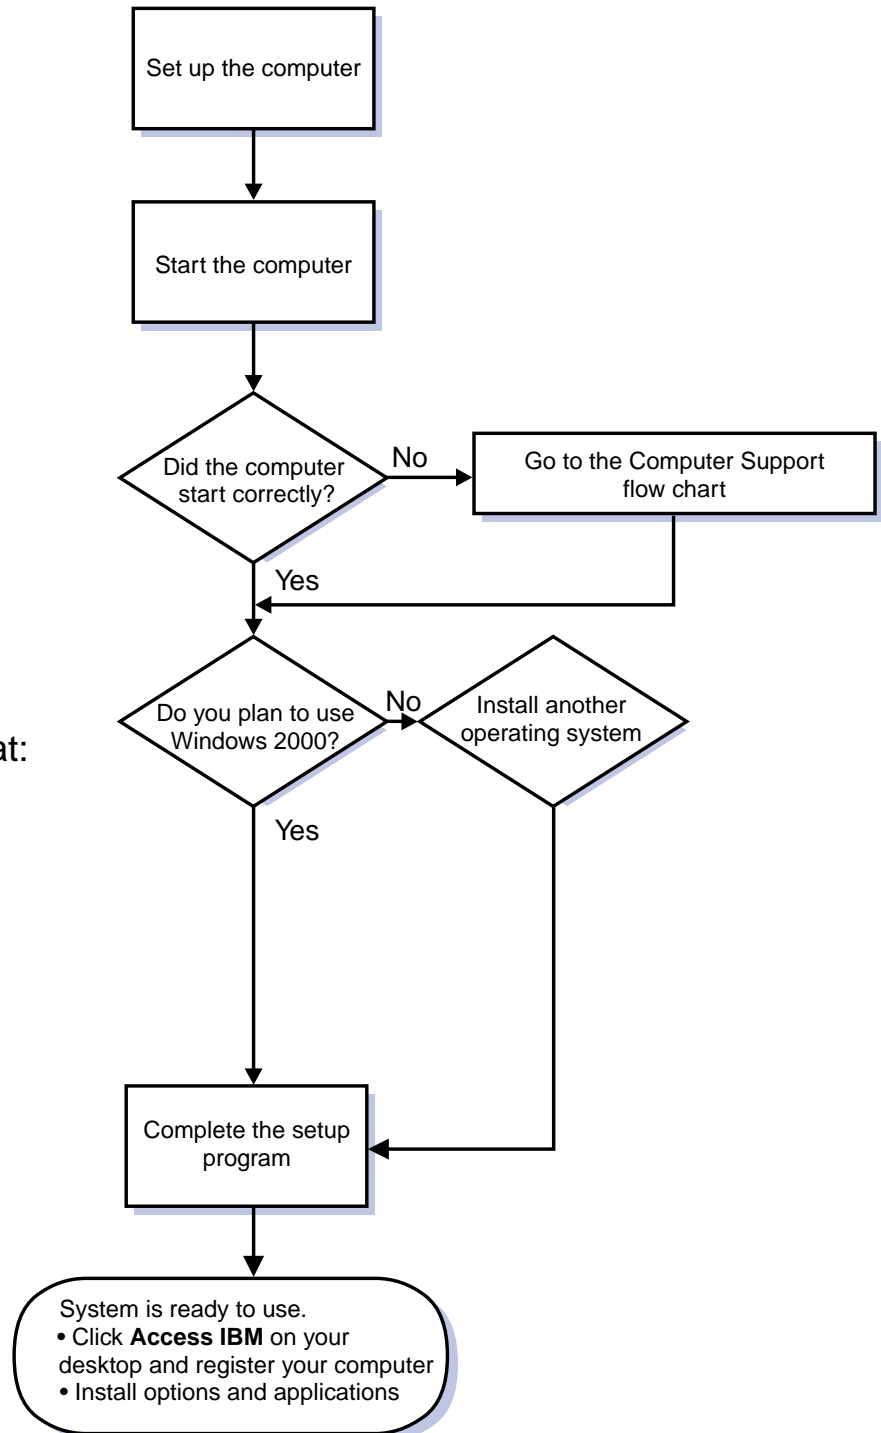 Set up the computer
Start the computer
Did the computer
start correctly?
No
Go to the Computer Support
flow chart
Yes
Do you plan to use
Windows 2000?
No
Install another
operating system
at:
Yes
Complete the setup
program
System is ready to use.
• Click Access IBM on your
desktop and register your computer
• Install options and applications